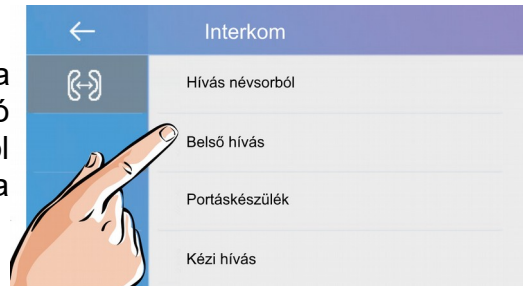 Interkom
a
Hívás névsorból
ó
Belső hívás
a
Portáskészülék
Kézi hívás